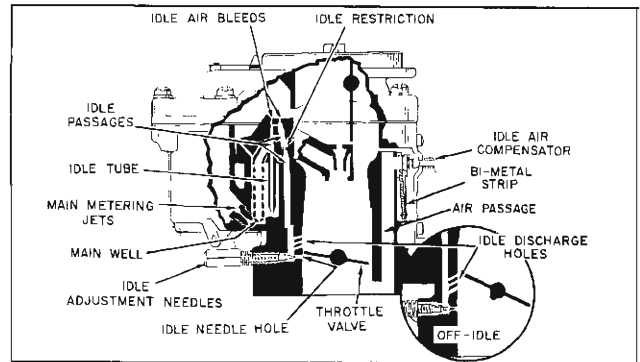 IDLE AIR BLEEDS
IDLE RESTRICTION
IDLE
PASSAGES
IDLE TUBE
MAIN METERING
JETS
MAIN WELL
IDLE
ADJUSTMENT NEEDLES
IDLE NEEDLE HOLE
THROTTLE
VALVE
IDLE AIR
COMPENSATOR
BI-METAL
STRIP
AIR PASSAGE
IDLE DISCHARGE
HOLES
OFF-IDLE